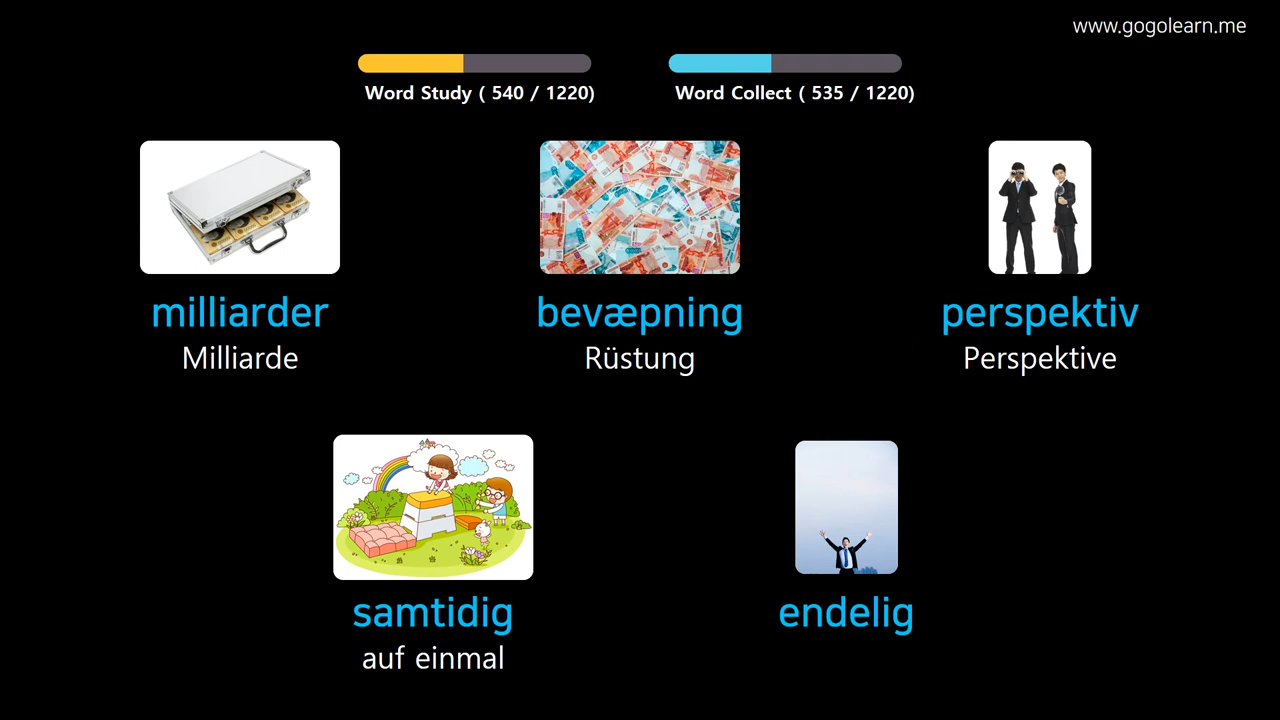 www.gogolearn.me
Word Study ( 540 / 1220)
Word Collect ( 535 / 1220)
milliarder
Milliarde
bevæpning
Rüstung
perspektiv
Perspektive
samtidig
auf einmal
endelig